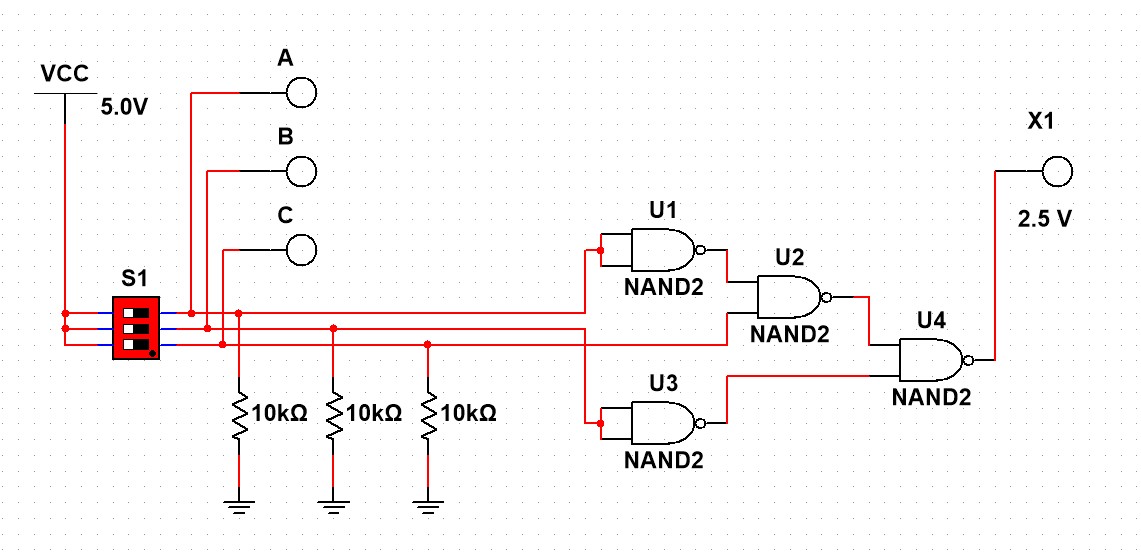 A
VCC
5.0V
B
X1
C
U1
2.5 V
U2
S1
NAND2
U4
NAND2
U3
NAND2
10kΩ 10kΩ 10kΩ
NAND2